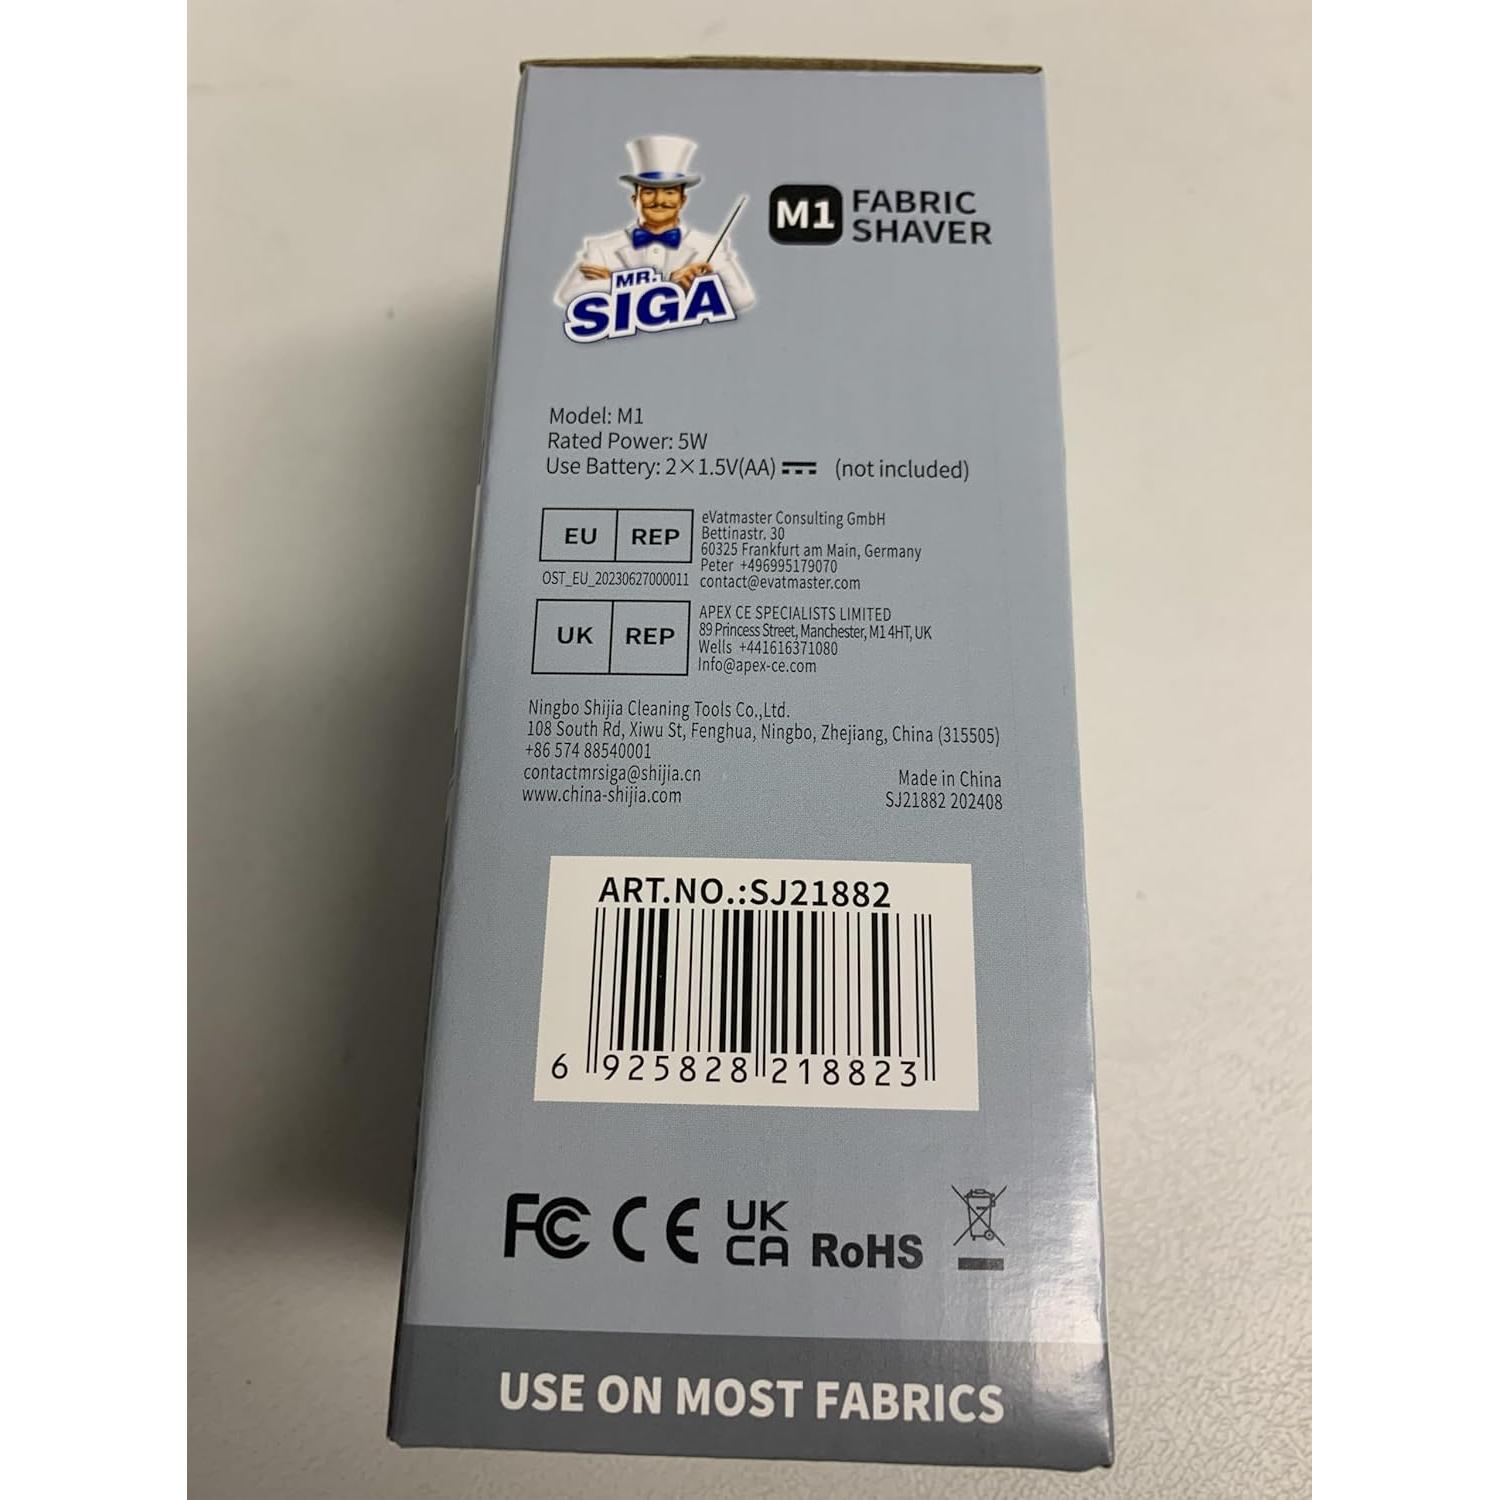 MR.
SIGA
M1 FABRIC
SHAVER
Model: M1
Rated Power: 5W
Use Battery: 2×1.5V(AA) (not included)
EU REP
OST_EU_20230627000011
eVatmaster Consulting GmbH
Bettinastr. 30
60325 Frankfurt am Main, Germany
Peter +496995179070
contact@evatmaster.com
UK REP
APEX CE SPECIALISTS LIMITED
89 Princess Street, Manchester, M1 4HT, UK
Wells +441616371080
Info@apex-ce.com
Ningbo Shijia Cleaning Tools Co.,Ltd.
108 South Rd, Xiwu St, Fenghua, Ningbo, Zhejiang, China (315505)
+86 574 88540001
contactmrsiga@shijia.cn
www.china-shijia.com
Made in China
SJ21882 202408
ART.NO.:SJ21882
6 925828 218823
FC CE UK
CA RoHS
USE ON MOST FABRICS